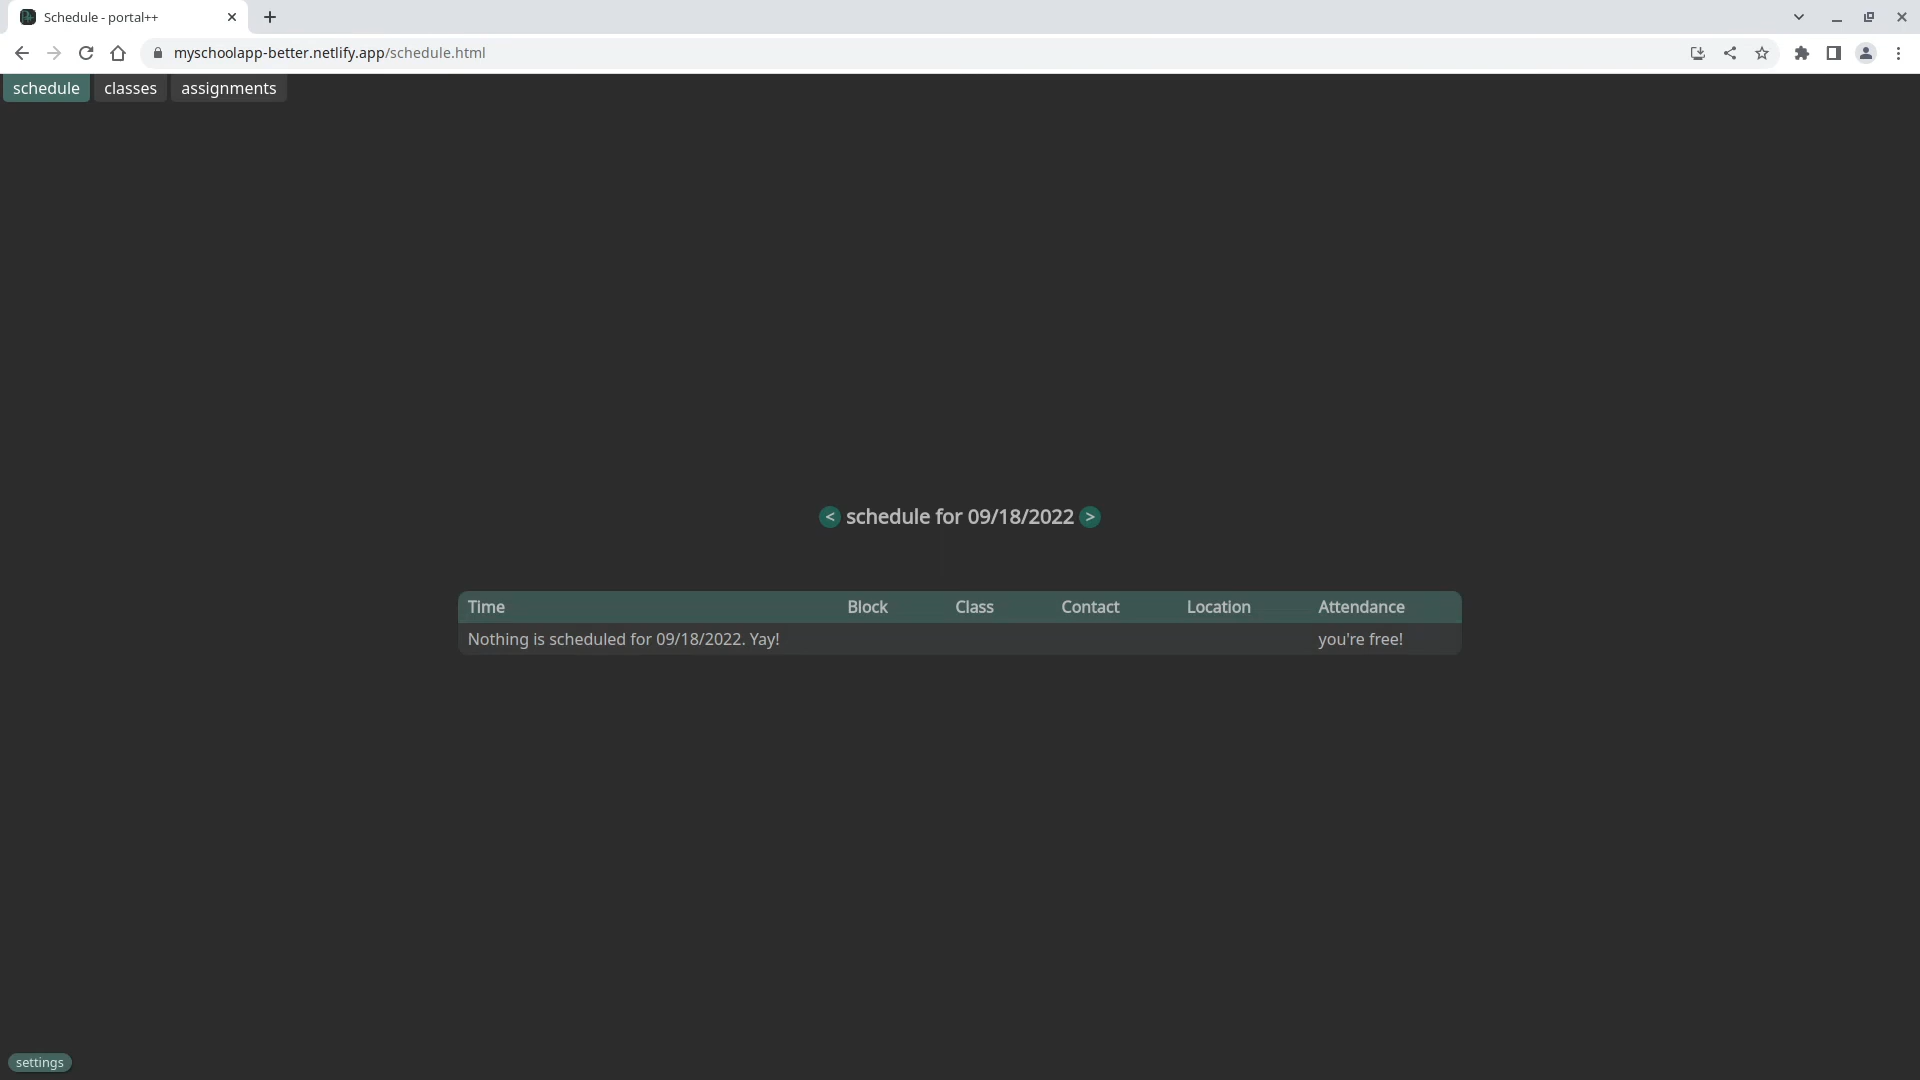 Schedule - portal++
myschoolapp-better.netlify.app/schedule.html
schedule classes assignments
< schedule for 09/18/2022 >
Time Block Class Contact Location Attendance
Nothing is scheduled for 09/18/2022. Yay! you're free!
settings